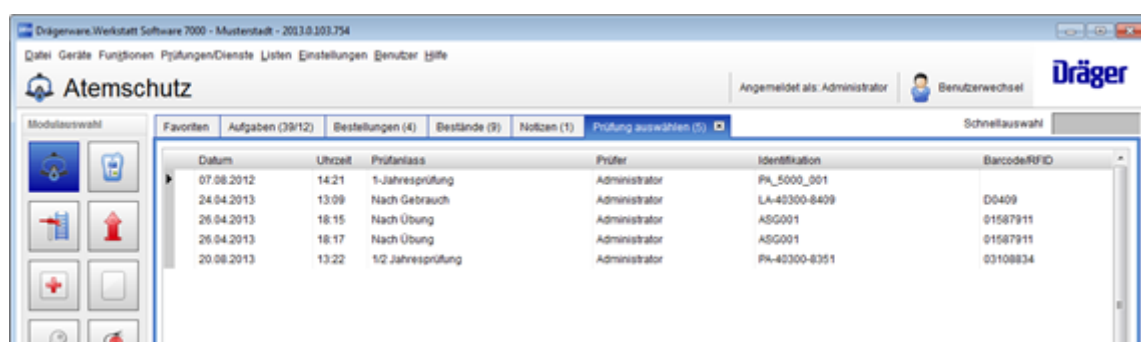 Drägerware.Werkstatt Software 7000 - Musterstadt - 2013.0.103.754
Datei Geräte Funktionen Prüfungen/Dienste Listen Einstellungen Benutzer Hilfe
Atemschutz
Angemeldet als: Administrator
Benutzerwechsel
Dräger
Modulauswahl
Favoriten Aufgaben (39/12) Bestellungen (4) Bestände (9) Notizen (1) Prüfung auswählen (5)
Schnellauswahl
Datum Uhrzeit Prüfanlass Prüfer Identifikation Barcode/RFID
07.08.2012 14:21 1-Jahresprüfung Administrator PA_5000_001
24.04.2013 13:09 Nach Gebrauch Administrator LA-40300-8409 D0409
26.04.2013 18:15 Nach Übung Administrator ASG001 01587911
26.04.2013 18:17 Nach Übung Administrator ASG001 01587911
20.08.2013 13:22 1/2 Jahresprüfung Administrator PA-40300-8351 03108834